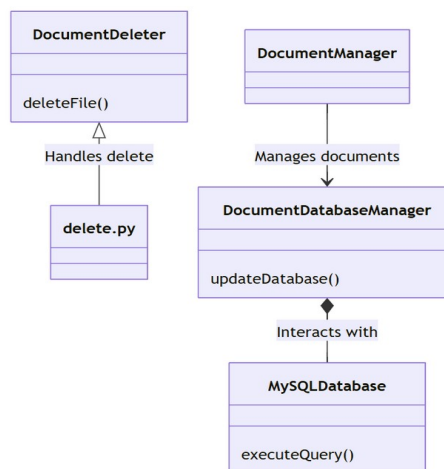 DocumentDeleter
deleteFile()
Handles delete
delete.py
DocumentManager
Manages documents
DocumentDatabaseManager
updateDatabase()
Interacts with
MySQLDatabase
executeQuery()